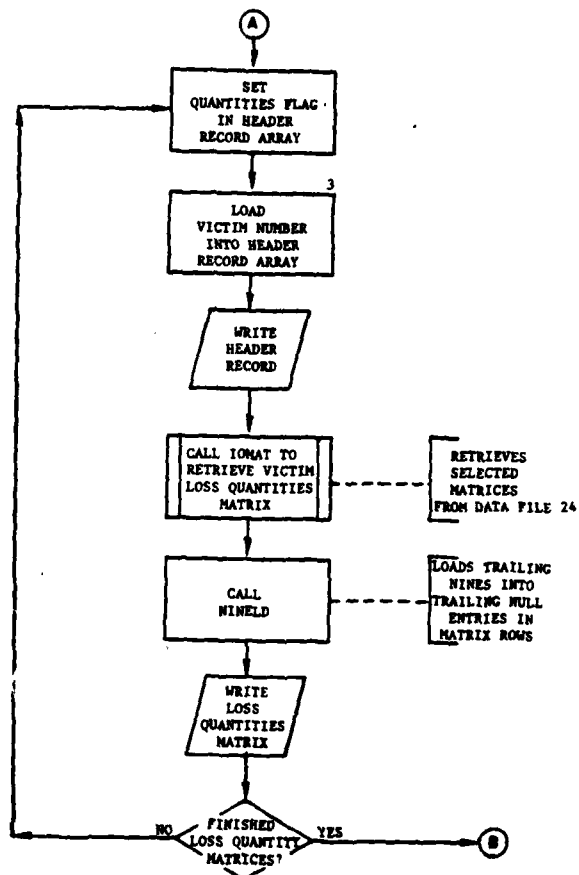 A
SET
QUANTITIES FLAG
IN HEADER
RECORD ARRAY
3
LOAD
VICTIM NUMBER
INTO HEADER
RECORD ARRAY
WRITE
HEADER
RECORD
CALL IOMAT TO
RETRIEVE VICTIM
LOSS QUANTITIES
MATRIX
RETRIEVES
SELECTED
MATRICES
FROM DATA FILE 24
CALL
NINELD
LOADS TRAILING
NINES INTO
TRAILING NULL
ENTRIES IN
MATRIX ROWS
WRITE
LOSS
QUANTITIES
MATRIX
FINISHED
LOSS QUANTITY
MATRICES?
NO
YES
B